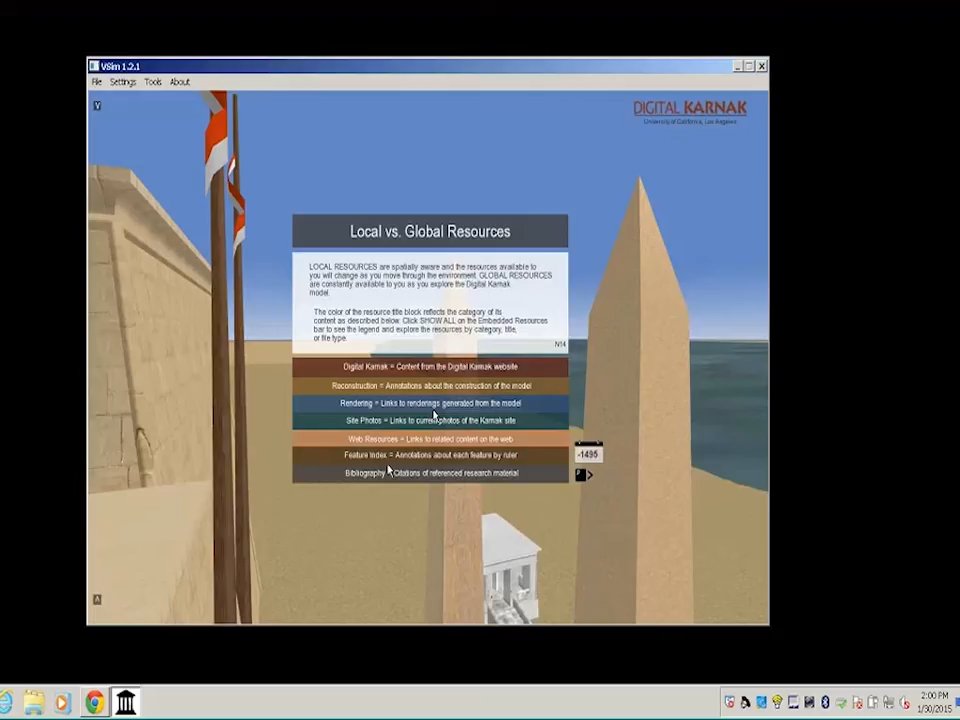 VSim 1.2.1
File Settings Tools About
V
DIGITAL KARNAK
University of California, Los Angeles
Local vs. Global Resources
LOCAL RESOURCES are spatially aware and the resources available to
you will change as you move through the environment. GLOBAL RESOURCES
are constantly available to you as you explore the Digital Karnak
model.
The color of the resource title block reflects the category of its
content as described below. Click SHOW ALL on the Embedded Resources
bar to see the legend and explore the resources by category, title,
or file type.
N14
Digital Karnak = Content from the Digital Karnak website
Reconstruction = Annotations about the construction of the model
Rendering = Links to renderings generated from the model
Site Photos = Links to current photos of the Karnak site
Web Resources = Links to related content on the web
Feature Index = Annotations about each feature by ruler
Bibliography = Citations of referenced research material
-1495
P >
2:00 PM
1/30/2015